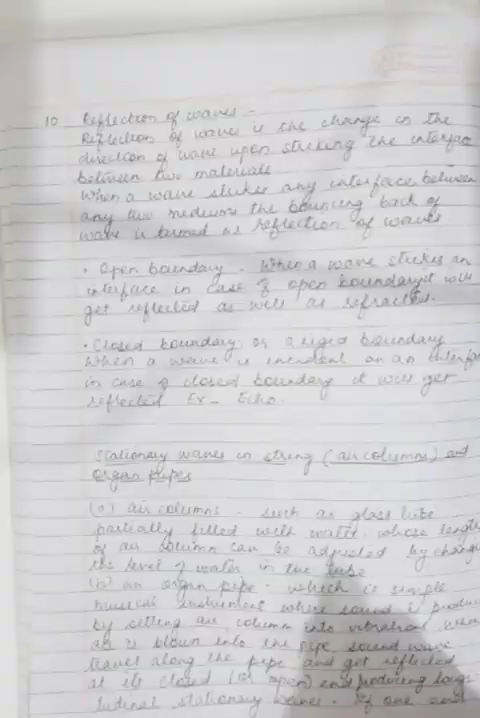 10 Reflection of waves -
Reflection of wave is the change in the
direction of wave upon striking the interface
between two materials
When a wave strikes any interface between
any two mediums the bouncing back of
wave is termed as reflection of waves.
• Open boundary - When a wave strikes an
interface in case of open boundary it will
get reflected as well as refracted.
• Closed boundary or a rigid boundary
When a wave is incident on an interface
in case of closed boundary it will get
reflected Ex - Echo.
Stationary waves in string (air columns) and
organ pipes
(a) air columns - such as glass tube
partially filled with water whose length
of air column can be adjusted by change
the level of water in the tube
(b) an organ pipe - which is simple
musical instrument where sound is produc
by setting air column into vibrations when
air is blown into the pipe sound wave
travel along the pipe and get reflected
at its closed (or open) end producing longi
tudinal stationary waves. If one end